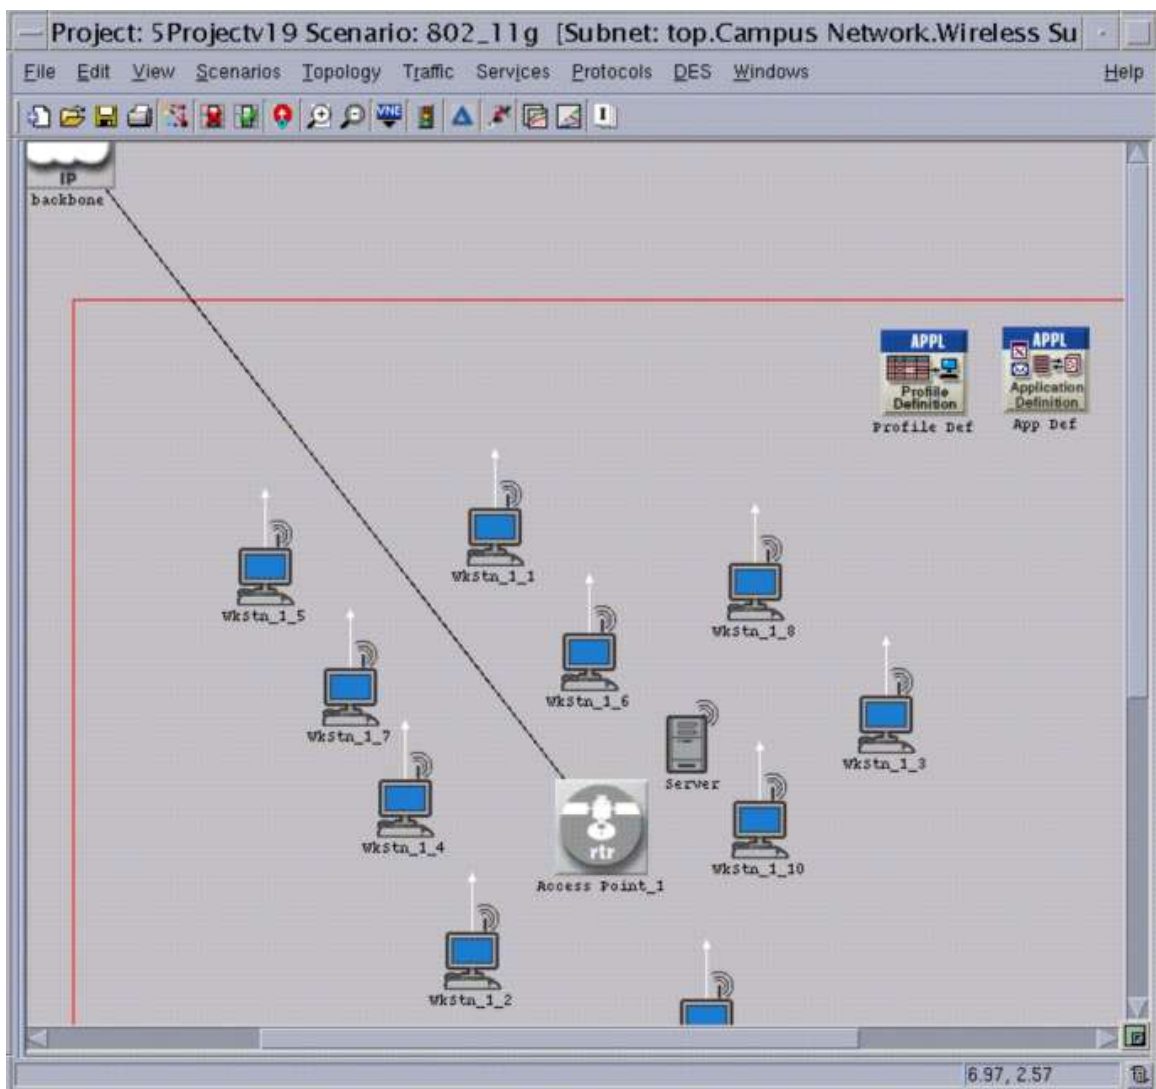 Project: 5Projectv19 Scenario: 802_11g [Subnet: top.Campus Network.Wireless Su
File Edit View Scenarios Topology Traffic Services Protocols DES Windows Help
VNE
IP
backbone
APPL
Profile
Definition
Profile Def
APPL
Application
Definition
App Def
Wkstn_1_1
Wkstn_1_5
Wkstn_1_8
Wkstn_1_6
Wkstn_1_7
Wkstn_1_3
Server
Wkstn_1_4
rtr
Access Point_1
Wkstn_1_10
Wkstn_1_2
6.97, 2.57